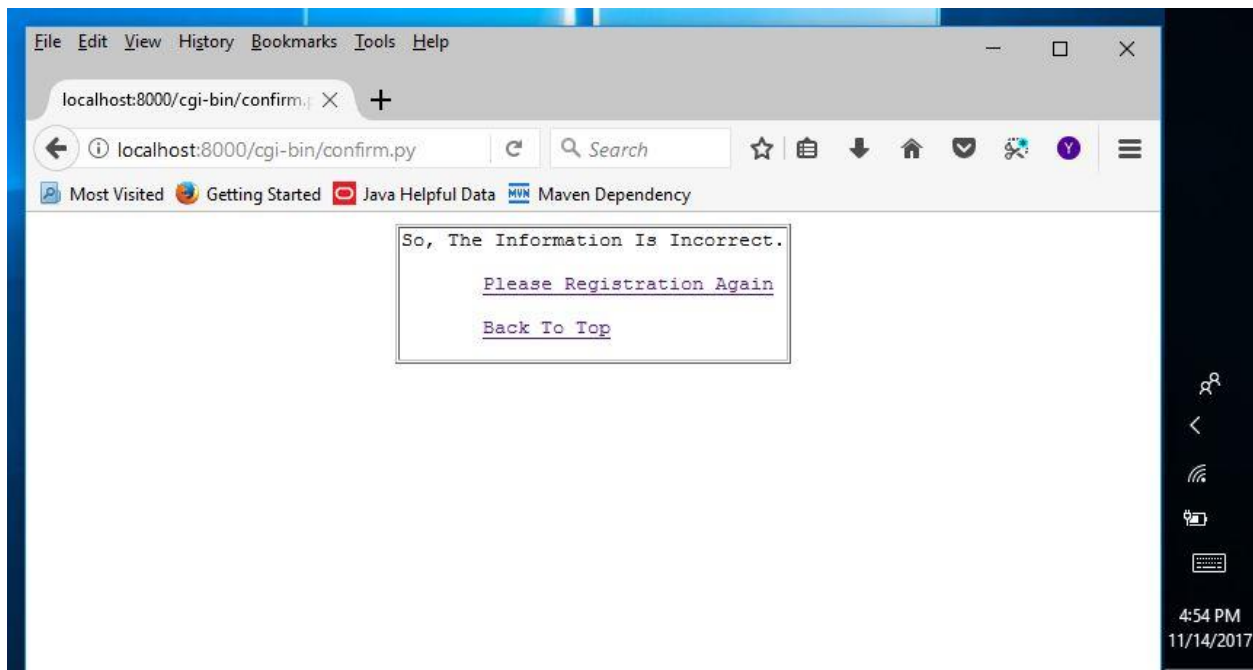 File Edit View History Bookmarks Tools Help
localhost:8000/cgi-bin/confirm.
localhost:8000/cgi-bin/confirm.py Search Y
Most Visited Getting Started Java Helpful Data MVN Maven Dependency
So, The Information Is Incorrect.
Please Registration Again
Back To Top
4:54 PM
11/14/2017